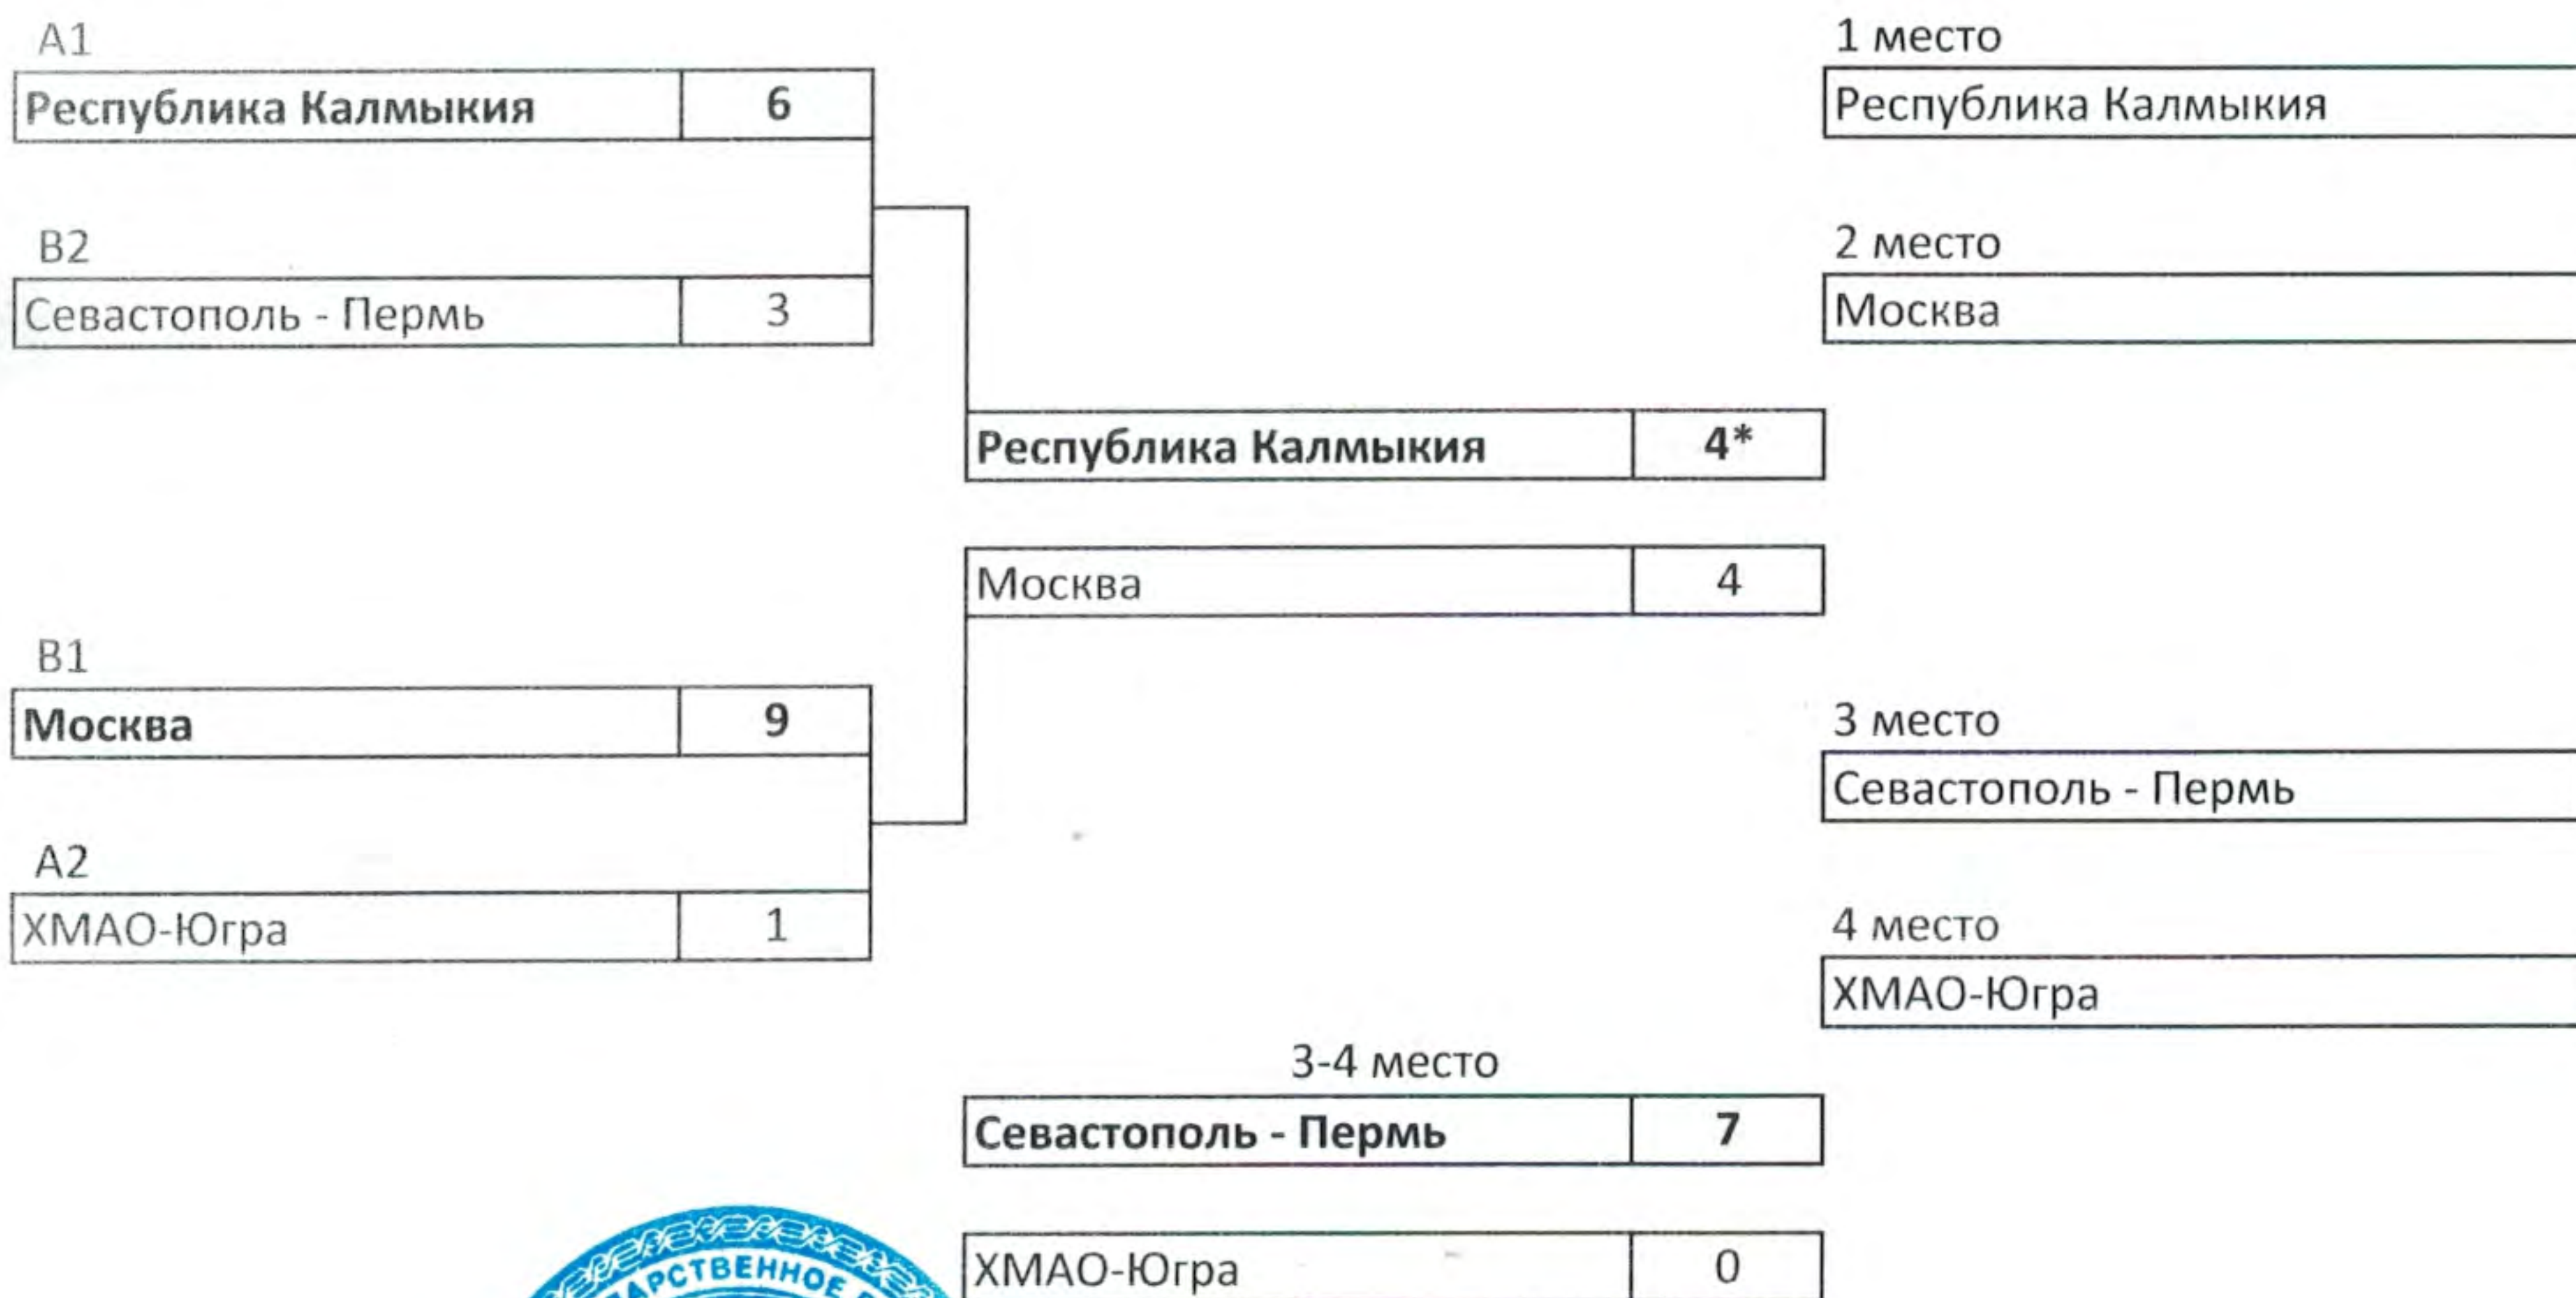 A1
Республика Калмыкия 6
B2
Севастополь - Пермь 3
B1
Москва 9
A2
ХМАО-Югра 1
Республика Калмыкия 4*
Москва 4
3-4 место
Севастополь - Пермь 7
ХМАО-Югра 0
1 место
Республика Калмыкия
2 место
Москва
3 место
Севастополь - Пермь
4 место
ХМАО-Югра